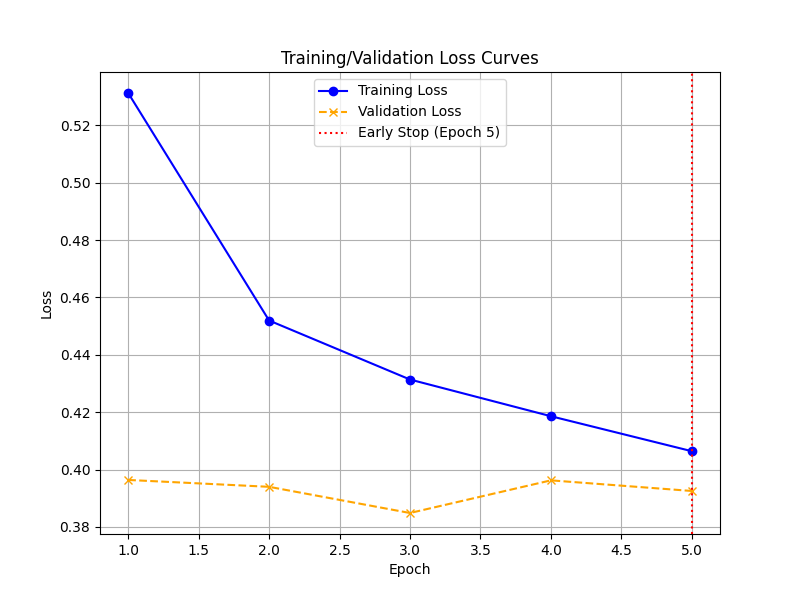 Training/Validation Loss Curves
Training Loss
Validation Loss
Early Stop (Epoch 5)
Loss
0.52
0.50
0.48
0.46
0.44
0.42
0.40
0.38
1.0 1.5 2.0 2.5 3.0 3.5 4.0 4.5 5.0
Epoch